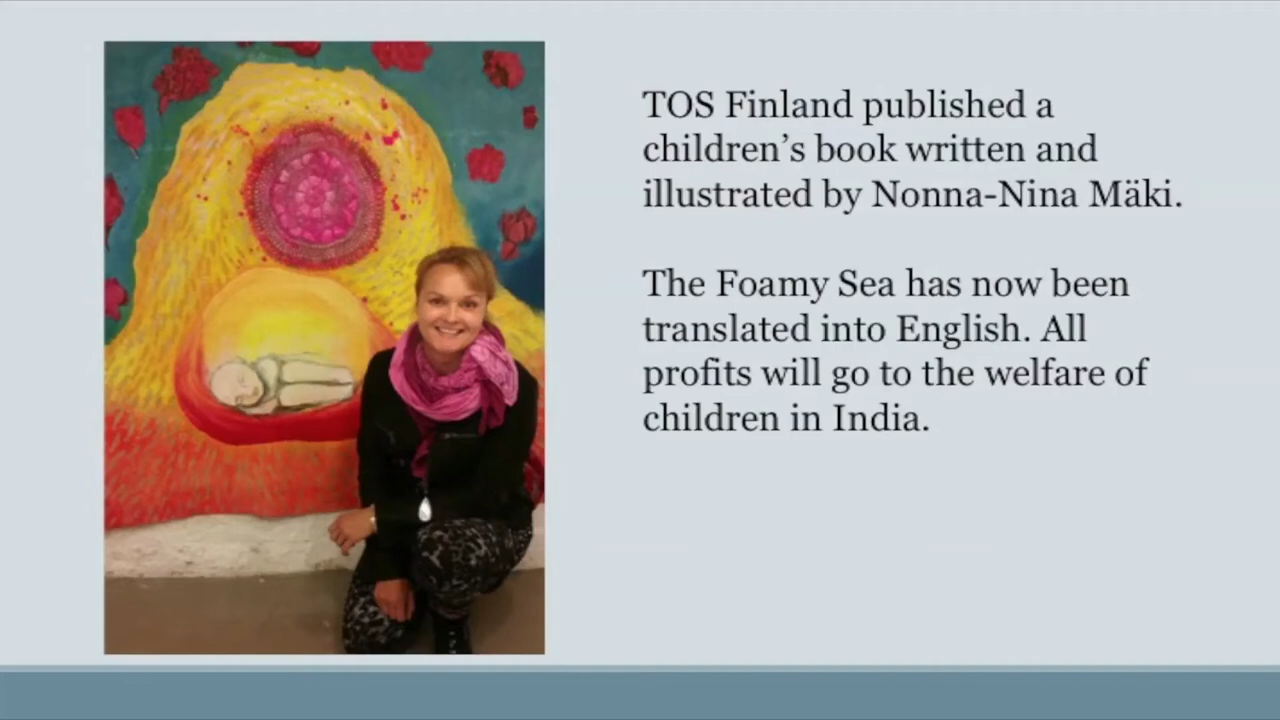 TOS Finland published a
children’s book written and
illustrated by Nonna-Nina Mäki.
The Foamy Sea has now been
translated into English. All
profits will go to the welfare of
children in India.